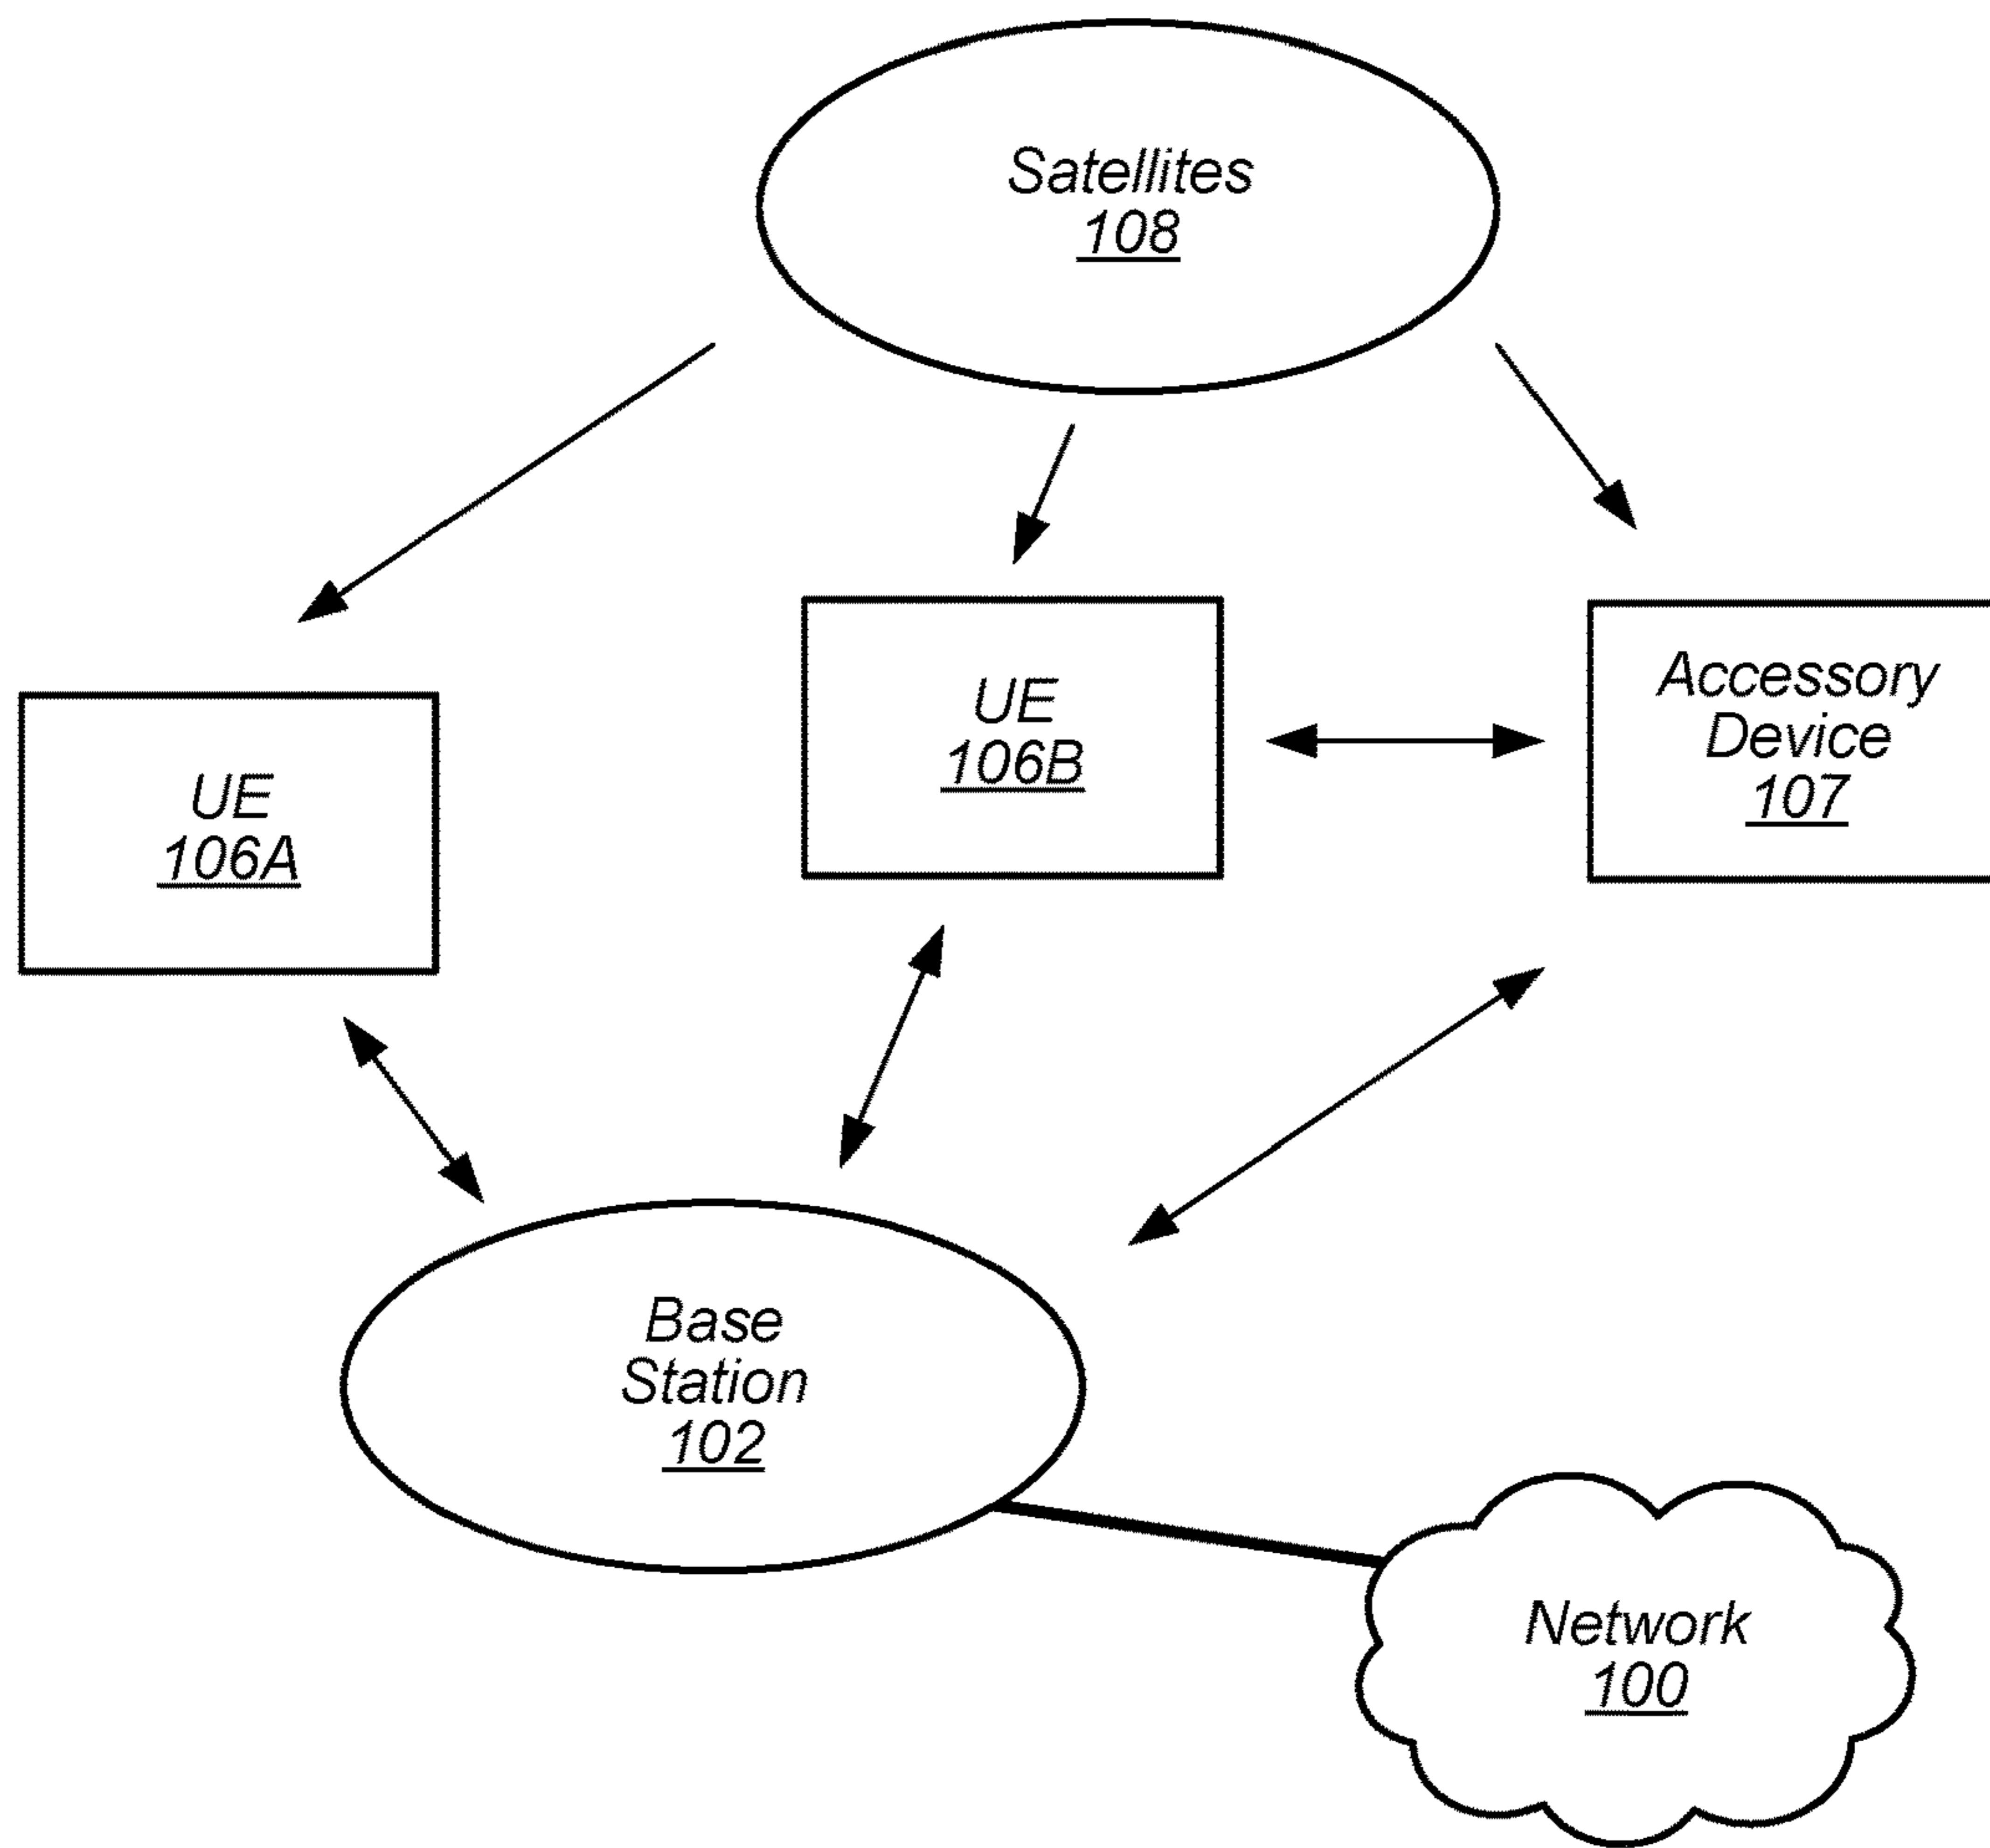 Satellites
108
UE
106A
UE
106B
Accessory
Device
107
Base
Station
102
Network
100